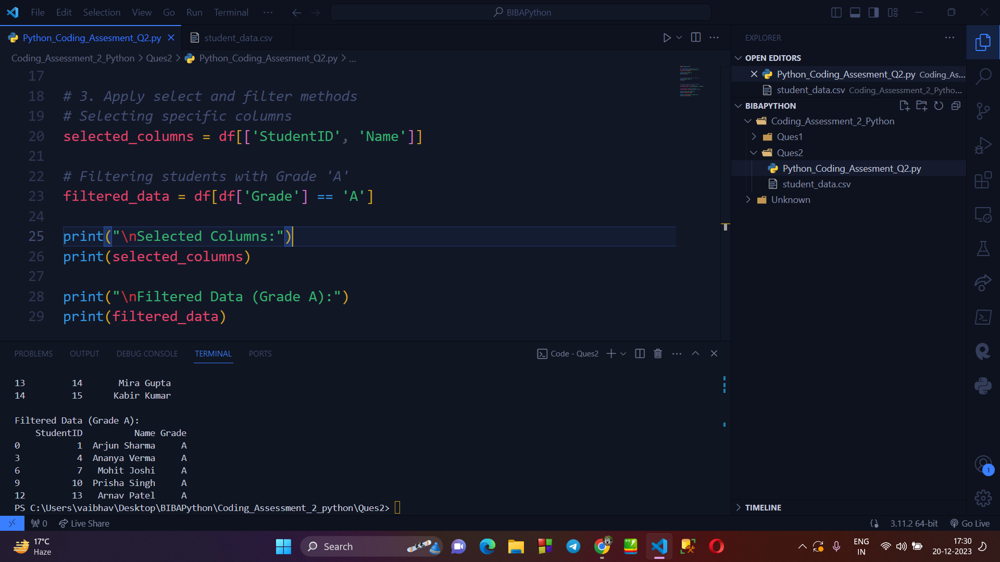 File Edit Selection View Go Run Terminal ··· BIBAPython
Python_Coding_Assesment_Q2.py student_data.csv
Coding_Assessment_2_Python > Ques2 > Python_Coding_Assesment_Q2.py > ...
17
18 # 3. Apply select and filter methods
19 # Selecting specific columns
20 selected_columns = df[['StudentID', 'Name']]
21
22 # Filtering students with Grade 'A'
23 filtered_data = df[df['Grade'] == 'A']
24
25 print("\nSelected Columns:")
26 print(selected_columns)
27
28 print("\nFiltered Data (Grade A):")
29 print(filtered_data)
PROBLEMS OUTPUT DEBUG CONSOLE TERMINAL PORTS Code - Ques2
13 14 Mira Gupta
14 15 Kabir Kumar
Filtered Data (Grade A):
StudentID Name Grade
0 1 Arjun Sharma A
3 4 Ananya Verma A
6 7 Mohit Joshi A
9 10 Prisha Singh A
12 13 Arnav Patel A
PS C:\Users\vaibhav\Desktop\BIBAPython\Coding_Assessment_2_python\Ques2>
EXPLORER
OPEN EDITORS
Python_Coding_Assesment_Q2.py Coding_As...
student_data.csv Coding_Assessment_2_Pytho...
BIBAPYTHON
Coding_Assessment_2_Python
Ques1
Ques2
Python_Coding_Assesment_Q2.py
student_data.csv
Unknown
TIMELINE
1
0 Live Share 3.11.2 64-bit Go Live
17°C
Haze
Search
ENG
IN
17:30
20-12-2023